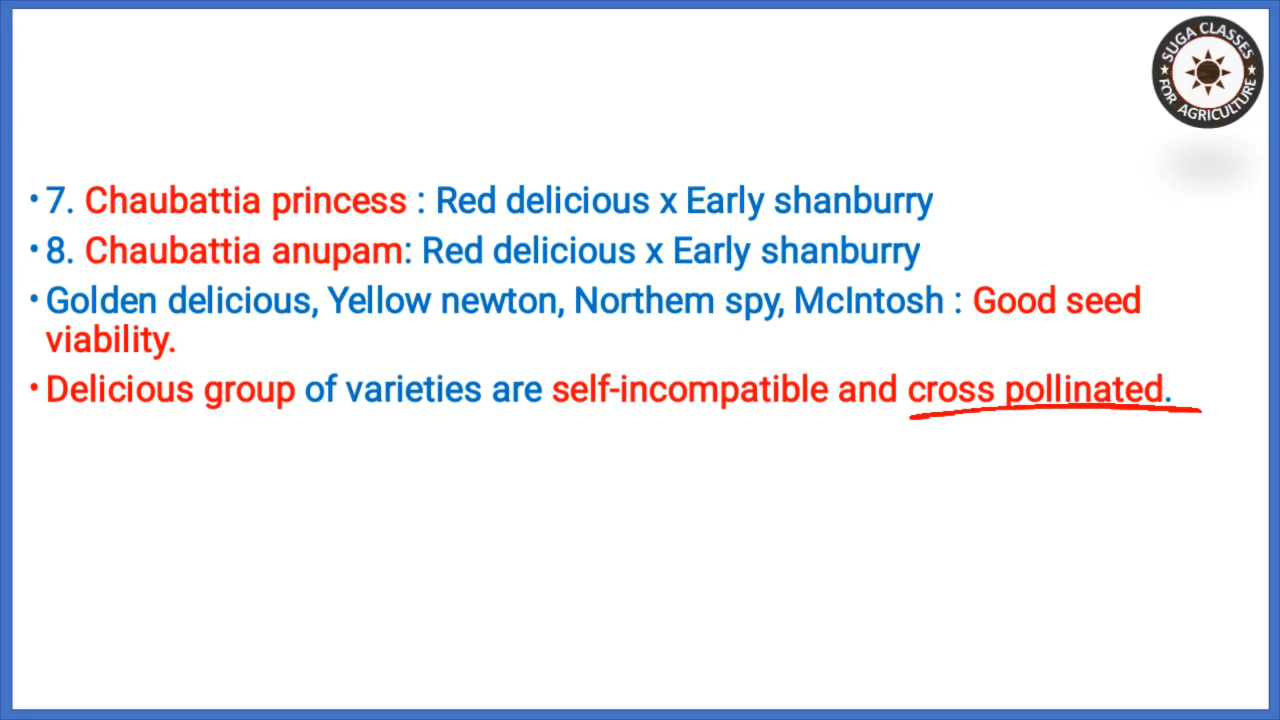 SUGA CLASSES
FOR AGRICULTURE
• 7. Chaubattia princess : Red delicious x Early shanburry
• 8. Chaubattia anupam: Red delicious x Early shanburry
• Golden delicious, Yellow newton, Northem spy, McIntosh : Good seed
viability.
• Delicious group of varieties are self-incompatible and cross pollinated.